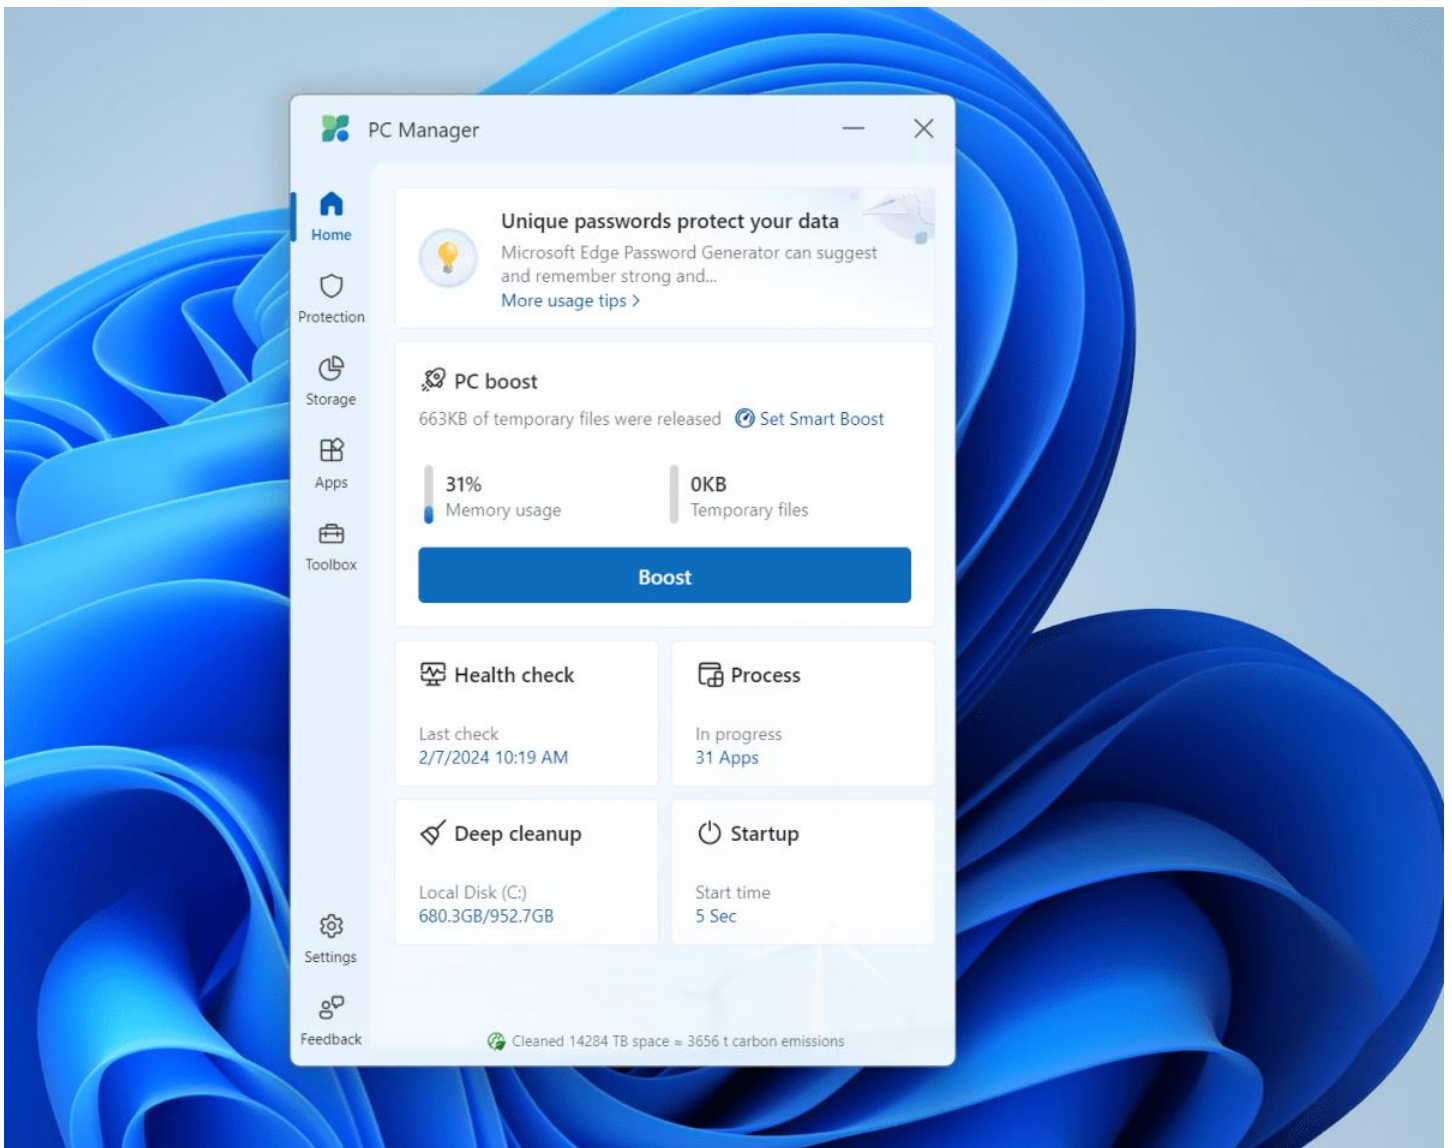 PC Manager
Home
Protection
Storage
Apps
Toolbox
Settings
Feedback
Unique passwords protect your data
Microsoft Edge Password Generator can suggest
and remember strong and...
More usage tips >
PC boost
663KB of temporary files were released Set Smart Boost
31%
Memory usage
0KB
Temporary files
Boost
Health check
Last check
2/7/2024 10:19 AM
Process
In progress
31 Apps
Deep cleanup
Local Disk (C:)
680.3GB/952.7GB
Startup
Start time
5 Sec
Cleaned 14284 TB space ≈ 3656 t carbon emissions